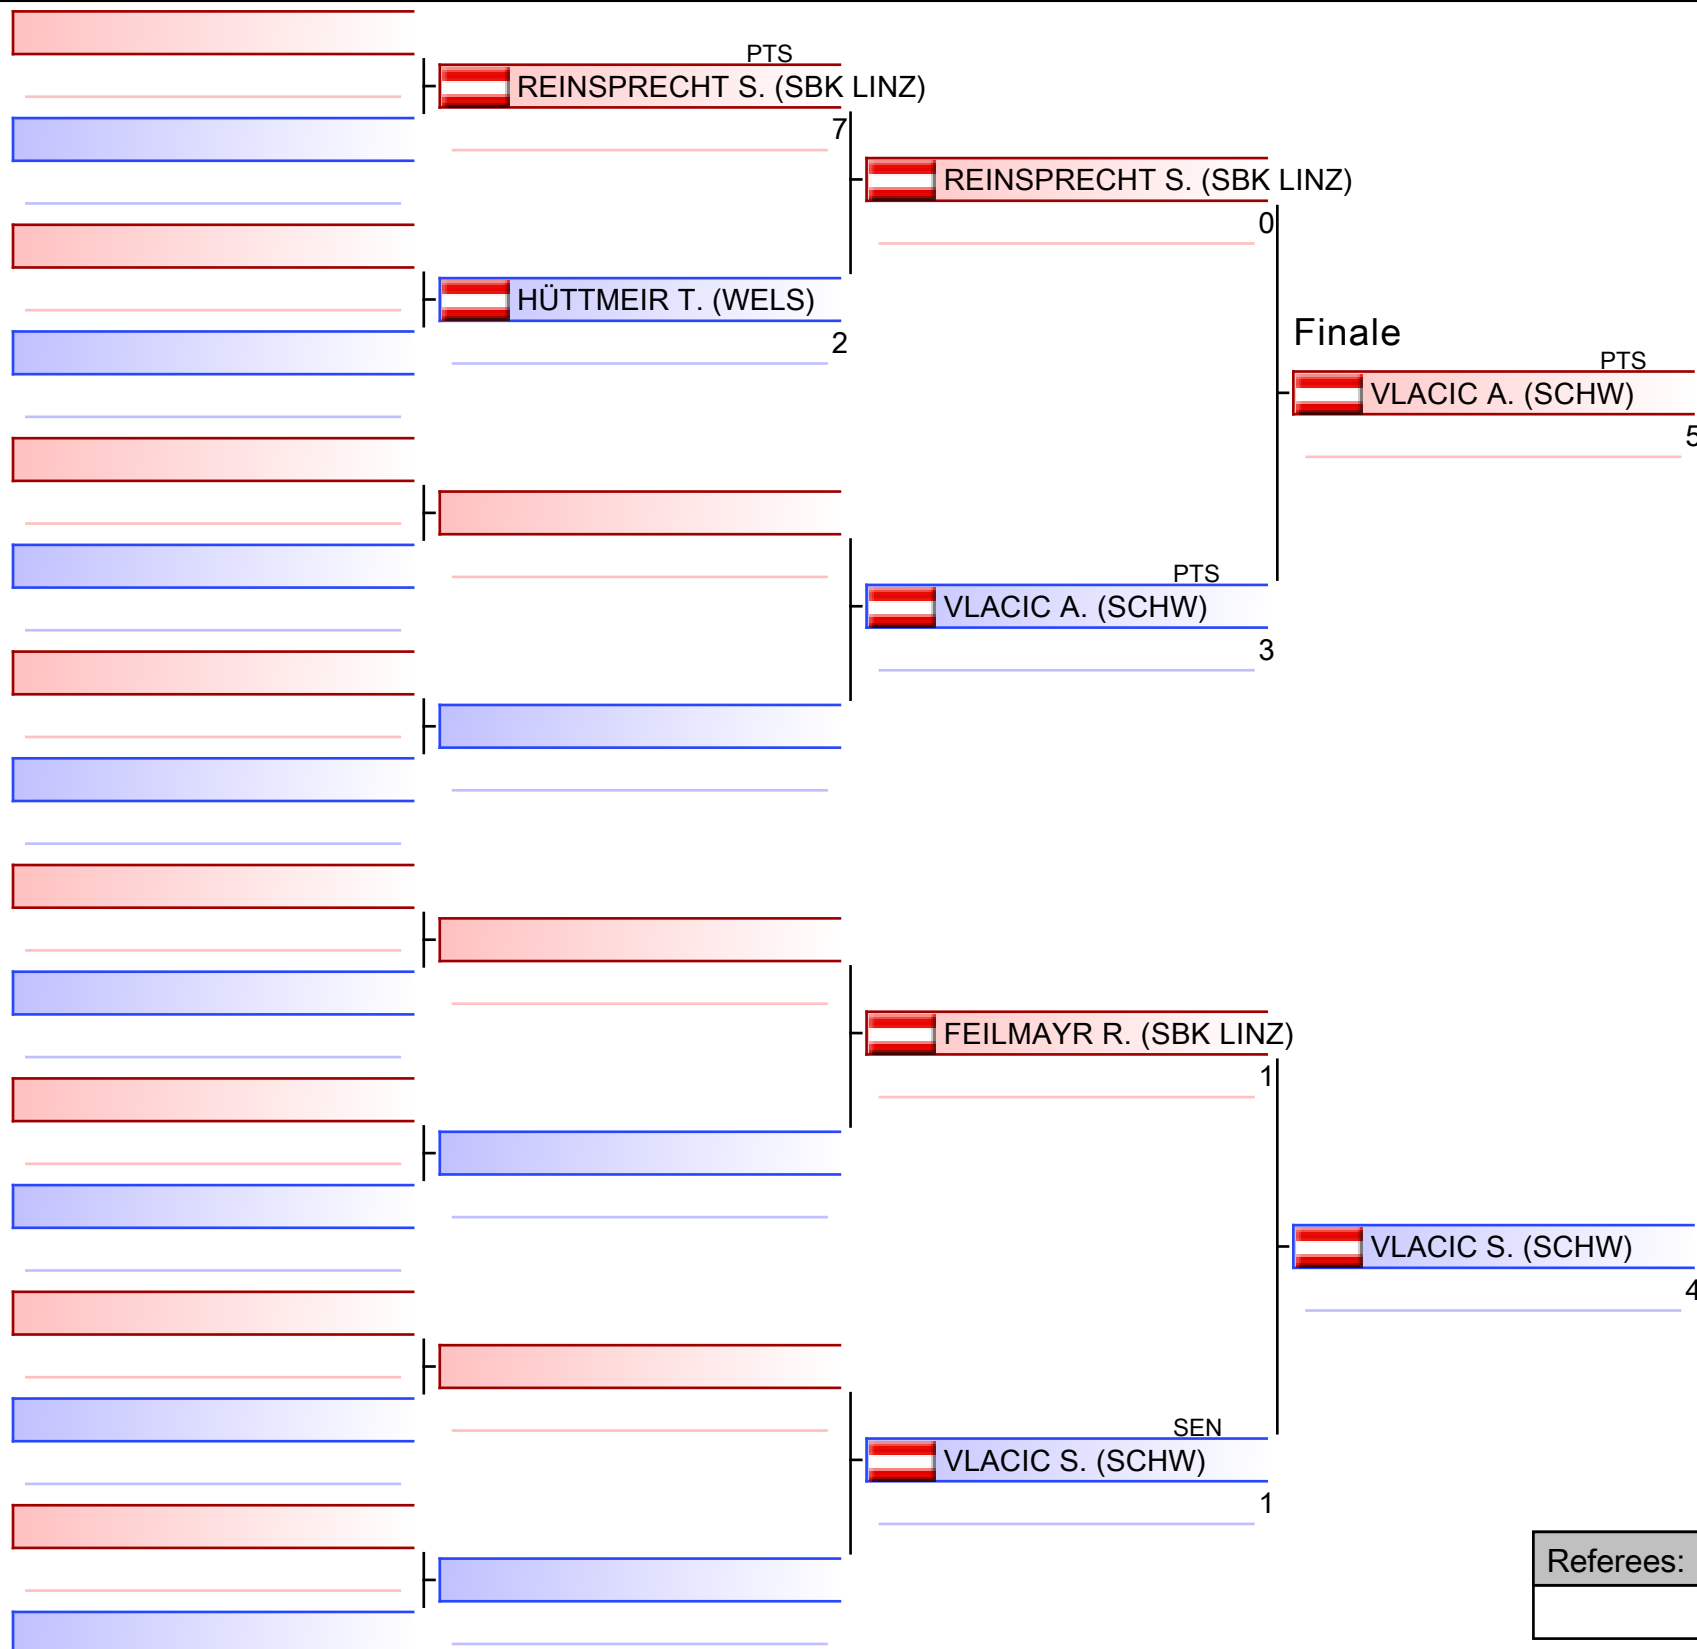 PTS
REINSPRECHT S. (SBK LINZ)
7
REINSPRECHT S. (SBK LINZ)
0
HÜTTMEIR T. (WELS)
2
Finale
PTS
VLACIC A. (SCHW)
5
PTS
VLACIC A. (SCHW)
3
FEILMAYR R. (SBK LINZ)
1
VLACIC S. (SCHW)
4
SEN
VLACIC S. (SCHW)
1
Referees: